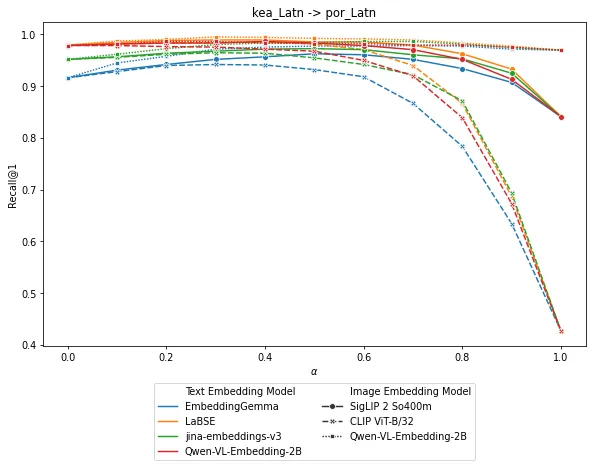 kea_Latn -> por_Latn
Recall@1
1.0
0.9
0.8
0.7
0.6
0.5
0.4
0.0 0.2 0.4 0.6 0.8 1.0
α
Text Embedding Model
EmbeddingGemma
LaBSE
jina-embeddings-v3
Qwen-VL-Embedding-2B
Image Embedding Model
SigLIP 2 So400m
CLIP ViT-B/32
Qwen-VL-Embedding-2B